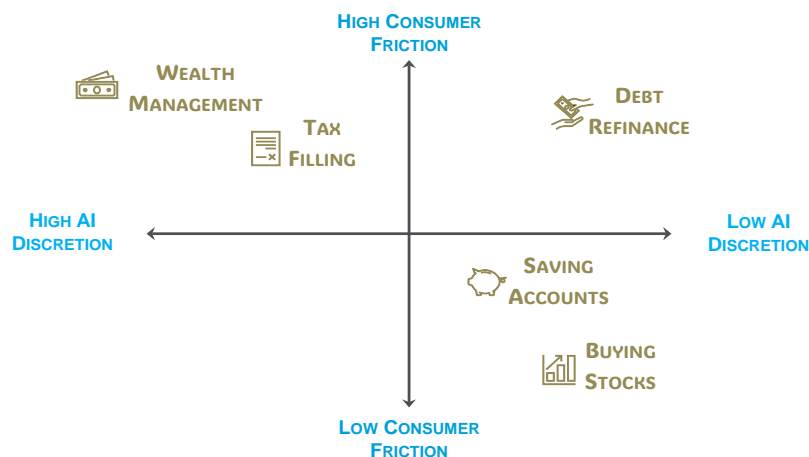 High Consumer
Friction
Wealth
Management
Debt
Refinance
Tax
Filling
High AI
Discretion
Low AI
Discretion
Saving
Accounts
Buying
Stocks
Low Consumer
Friction